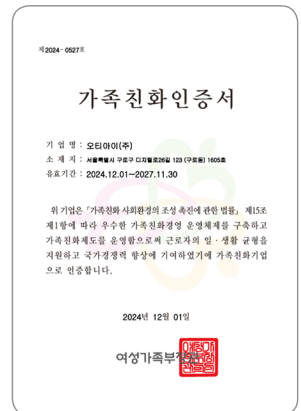 제2024- 0527호
가족친화인증서
기 업 명 : 오티아이(주)
소 재 지 : 서울특별시 구로구 디지털로26길 123 (구로동) 1605호
유효기간 : 2024.12.01~2027.11.30
위 기업은 「가족친화 사회환경의 조성 촉진에 관한 법률」 제15조
제1항에 따라 우수한 가족친화경영 운영체제를 구축하고
가족친화제도를 운영함으로써 근로자의 일 · 생활 균형을
지원하고 국가경쟁력 향상에 기여하였기에 가족친화기업
으로 인증합니다.
2024년 12월 01일
여성가족부장관